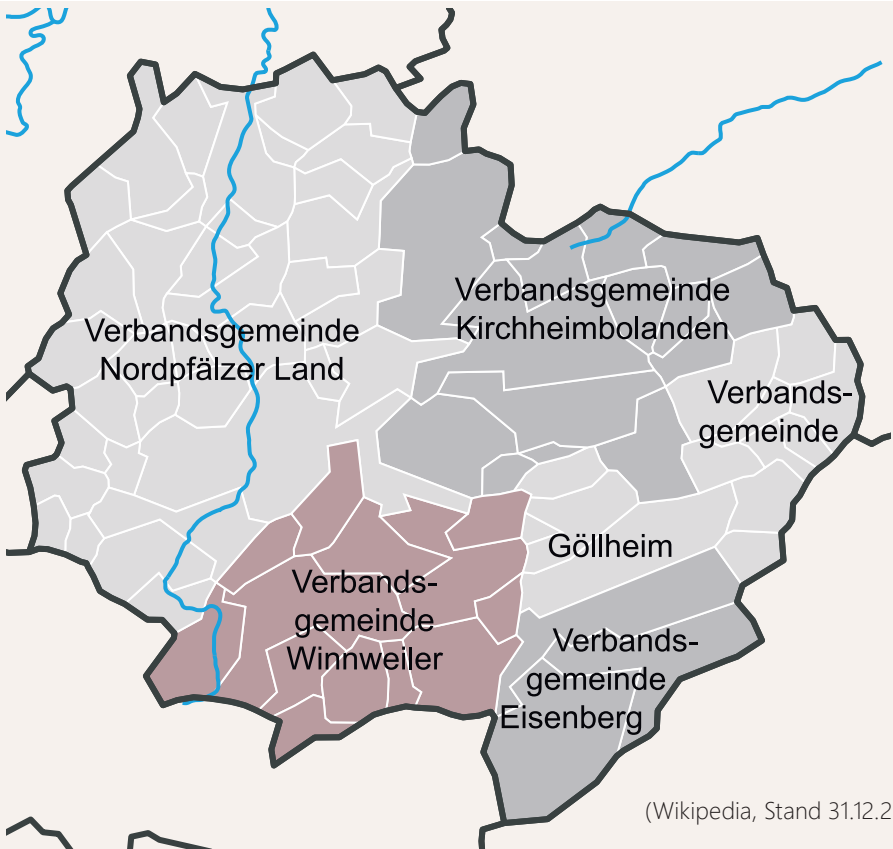 Verbandsgemeinde
Kirchheimbolanden
Verbandsgemeinde
Nordpfälzer Land
Verbands-
gemeinde
Göllheim
Verbands-
gemeinde
Winnweiler
Verbands-
gemeinde
Eisenberg
(Wikipedia, Stand 31.12.2